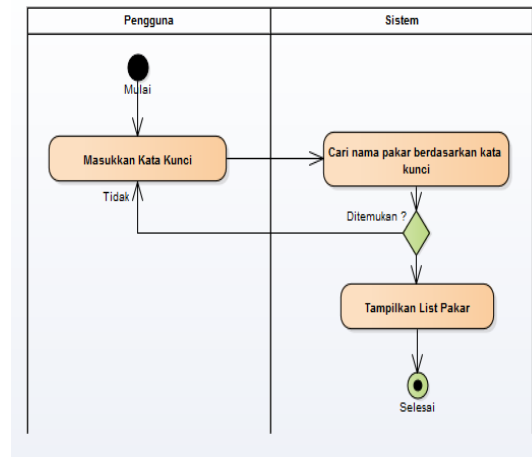 Pengguna
Sistem
Mulai
Masukkan Kata Kunci
Cari nama pakar berdasarkan kata
kunci
Tidak
Ditemukan ?
Tampilkan List Pakar
Selesai